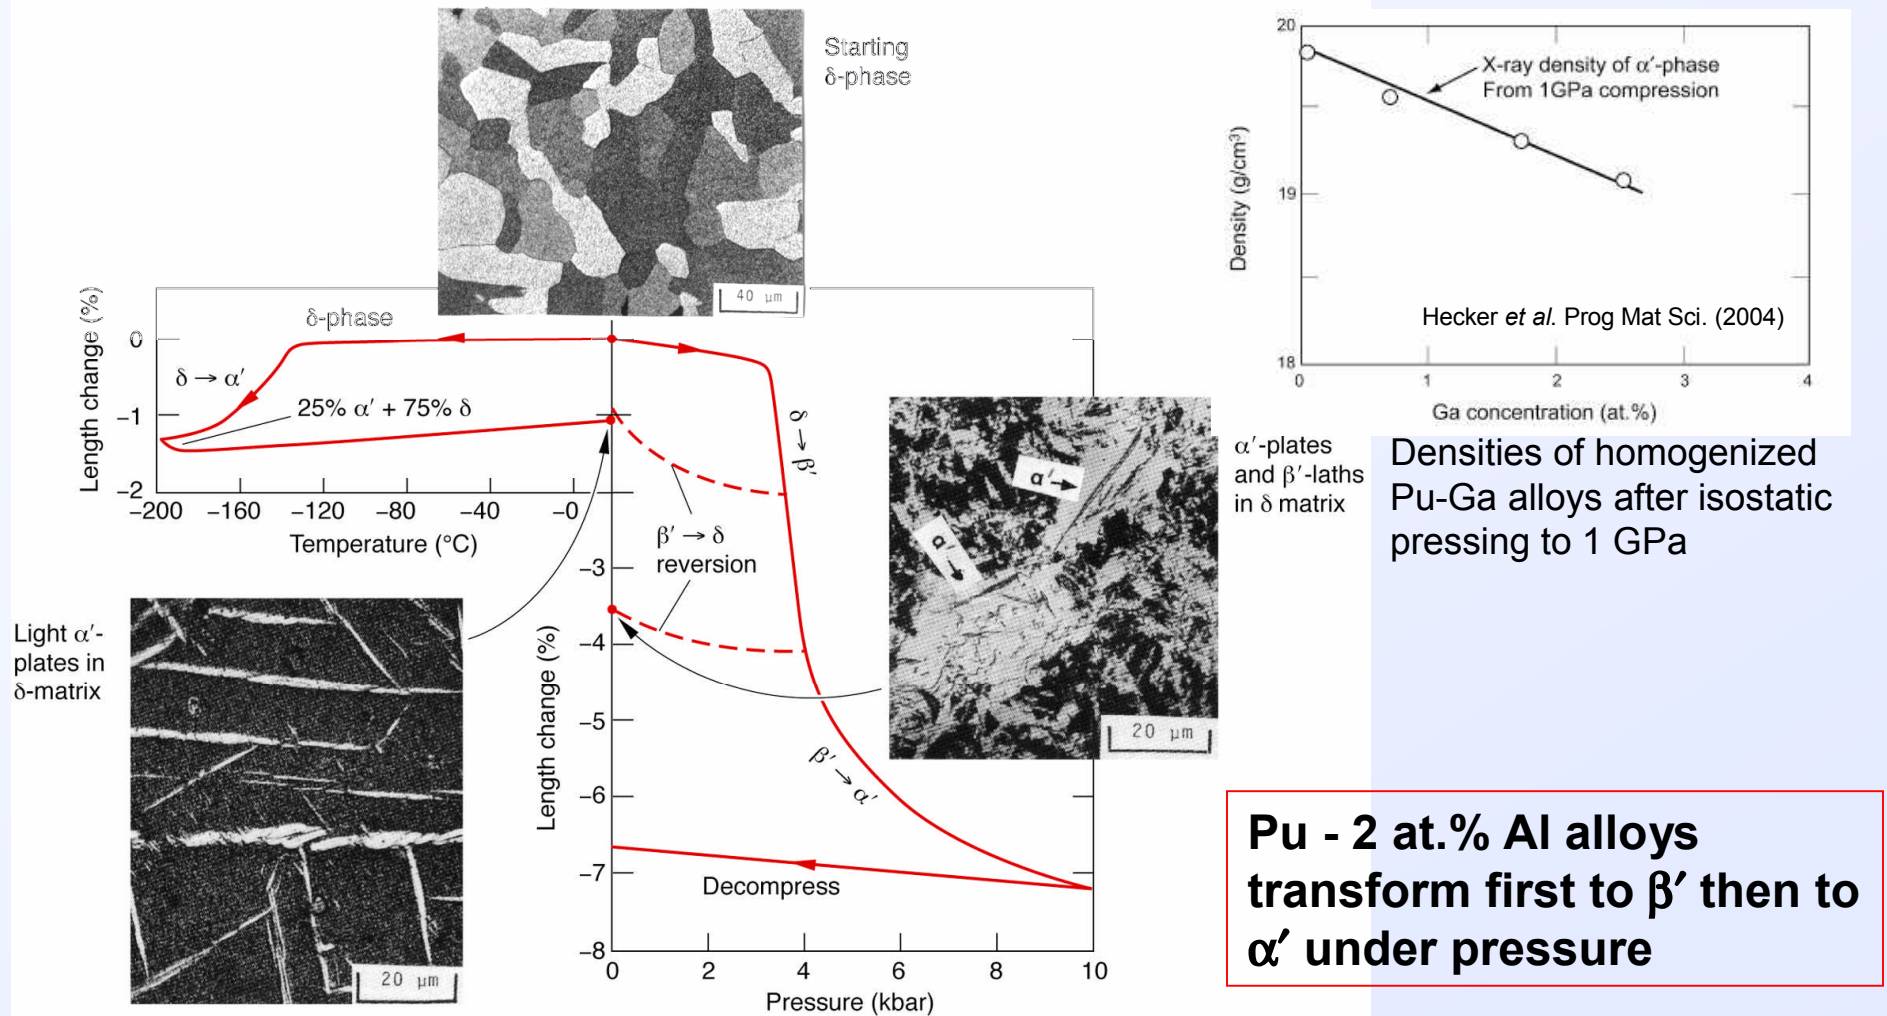 Starting
δ-phase
40 μm
20
19
18
Density (g/cm³)
X-ray density of α′-phase
From 1GPa compression
Hecker et al. Prog Mat Sci. (2004)
0 1 2 3 4
Ga concentration (at.%)
Densities of homogenized
Pu-Ga alloys after isostatic
pressing to 1 GPa
Length change (%)
0
−1
−2
δ-phase
δ → α′
25% α′ + 75% δ
−200 −160 −120 −80 −40 −0
Temperature (°C)
δ → β′
β′ → δ
reversion
α′
α′
20 μm
α′-plates
and β′-laths
in δ matrix
Light α′-
plates in
δ-matrix
20 μm
Length change (%)
−3
−4
−5
−6
−7
−8
β′ → α′
Decompress
0 2 4 6 8 10
Pressure (kbar)
Pu - 2 at.% Al alloys
transform first to β′ then to
α′ under pressure